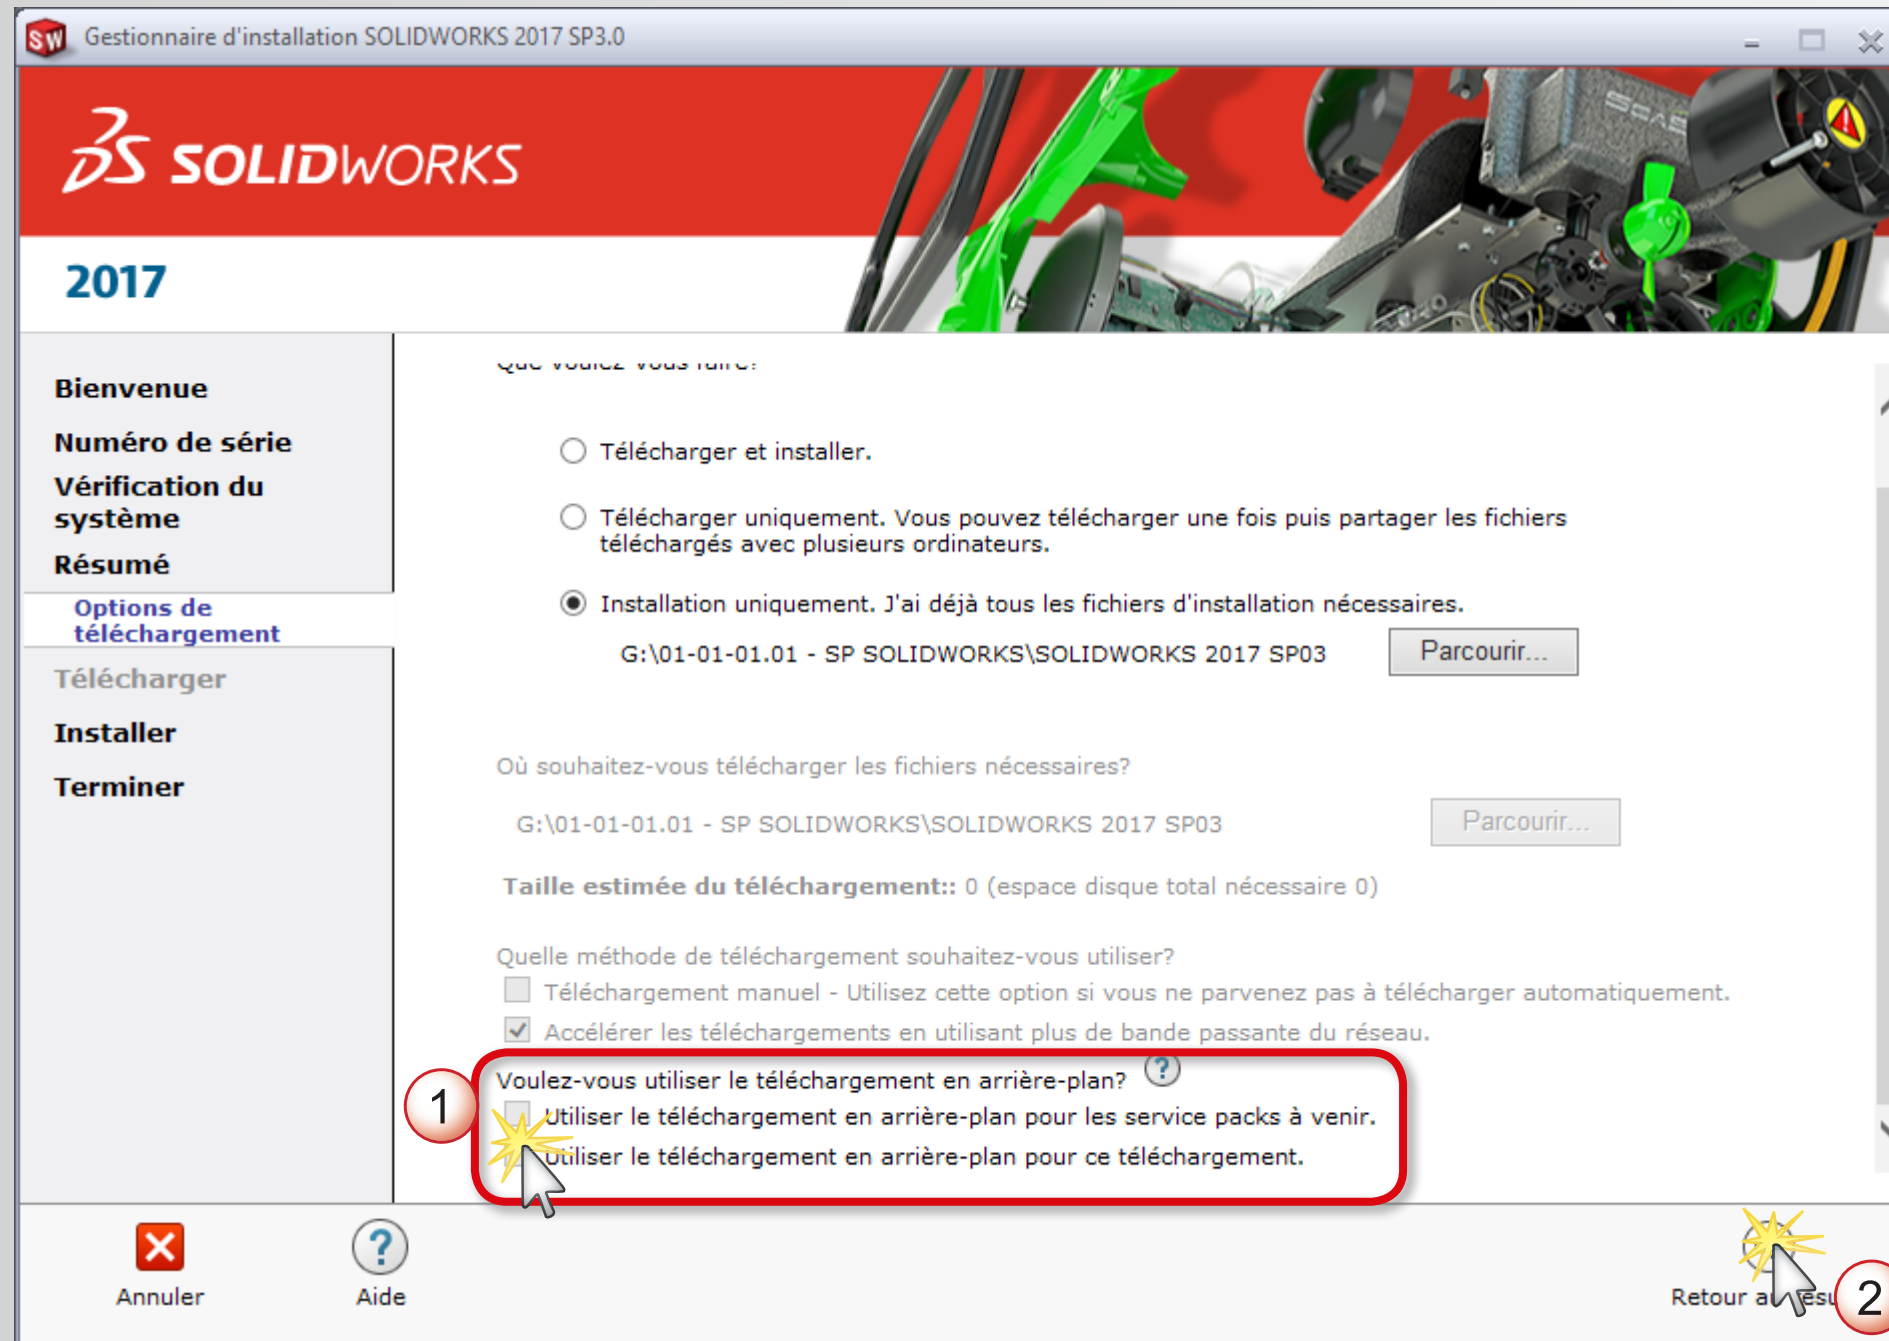 Gestionnaire d'installation SOLIDWORKS 2017 SP3.0
SOLIDWORKS
2017
Bienvenue
Numéro de série
Vérification du
système
Résumé
Options de
téléchargement
Télécharger
Installer
Terminer
Que voulez-vous faire?
Télécharger et installer.
Télécharger uniquement. Vous pouvez télécharger une fois puis partager les fichiers
téléchargés avec plusieurs ordinateurs.
Installation uniquement. J'ai déjà tous les fichiers d'installation nécessaires.
G:\01-01-01.01 - SP SOLIDWORKS\SOLIDWORKS 2017 SP03
Parcourir...
Où souhaitez-vous télécharger les fichiers nécessaires?
G:\01-01-01.01 - SP SOLIDWORKS\SOLIDWORKS 2017 SP03
Parcourir...
Taille estimée du téléchargement:: 0 (espace disque total nécessaire 0)
Quelle méthode de téléchargement souhaitez-vous utiliser?
Téléchargement manuel - Utilisez cette option si vous ne parvenez pas à télécharger automatiquement.
Accélérer les téléchargements en utilisant plus de bande passante du réseau.
1
Voulez-vous utiliser le téléchargement en arrière-plan? ?
Utiliser le téléchargement en arrière-plan pour les service packs à venir.
Utiliser le téléchargement en arrière-plan pour ce téléchargement.
Annuler
?
Aide
Retour au
2